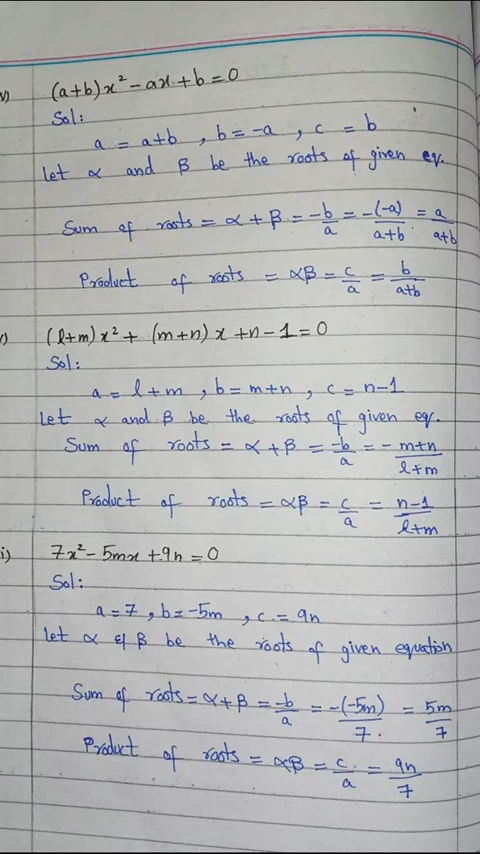 v) (a+b)x² - ax + b = 0
Sol:
a = a+b , b = -a , c = b
Let α and β be the roots of given eq.
Sum of roots = α + β = -b/a = -(-a)/a+b = a/a+b
Product of roots = αβ = c/a = b/a+b
) (l+m)x² + (m+n)x + n - 1 = 0
Sol:
a = l+m , b = m+n , c = n-1
Let α and β be the roots of given eq.
Sum of roots = α + β = -b/a = - m+n/l+m
Product of roots = αβ = c/a = n-1/l+m
i) 7x² - 5mx + 9n = 0
Sol:
a = 7 , b = -5m , c = 9n
Let α & β be the roots of given equation
Sum of roots = α + β = -b/a = -(-5m)/7 = 5m/7
Product of roots = αβ = c/a = 9n/7